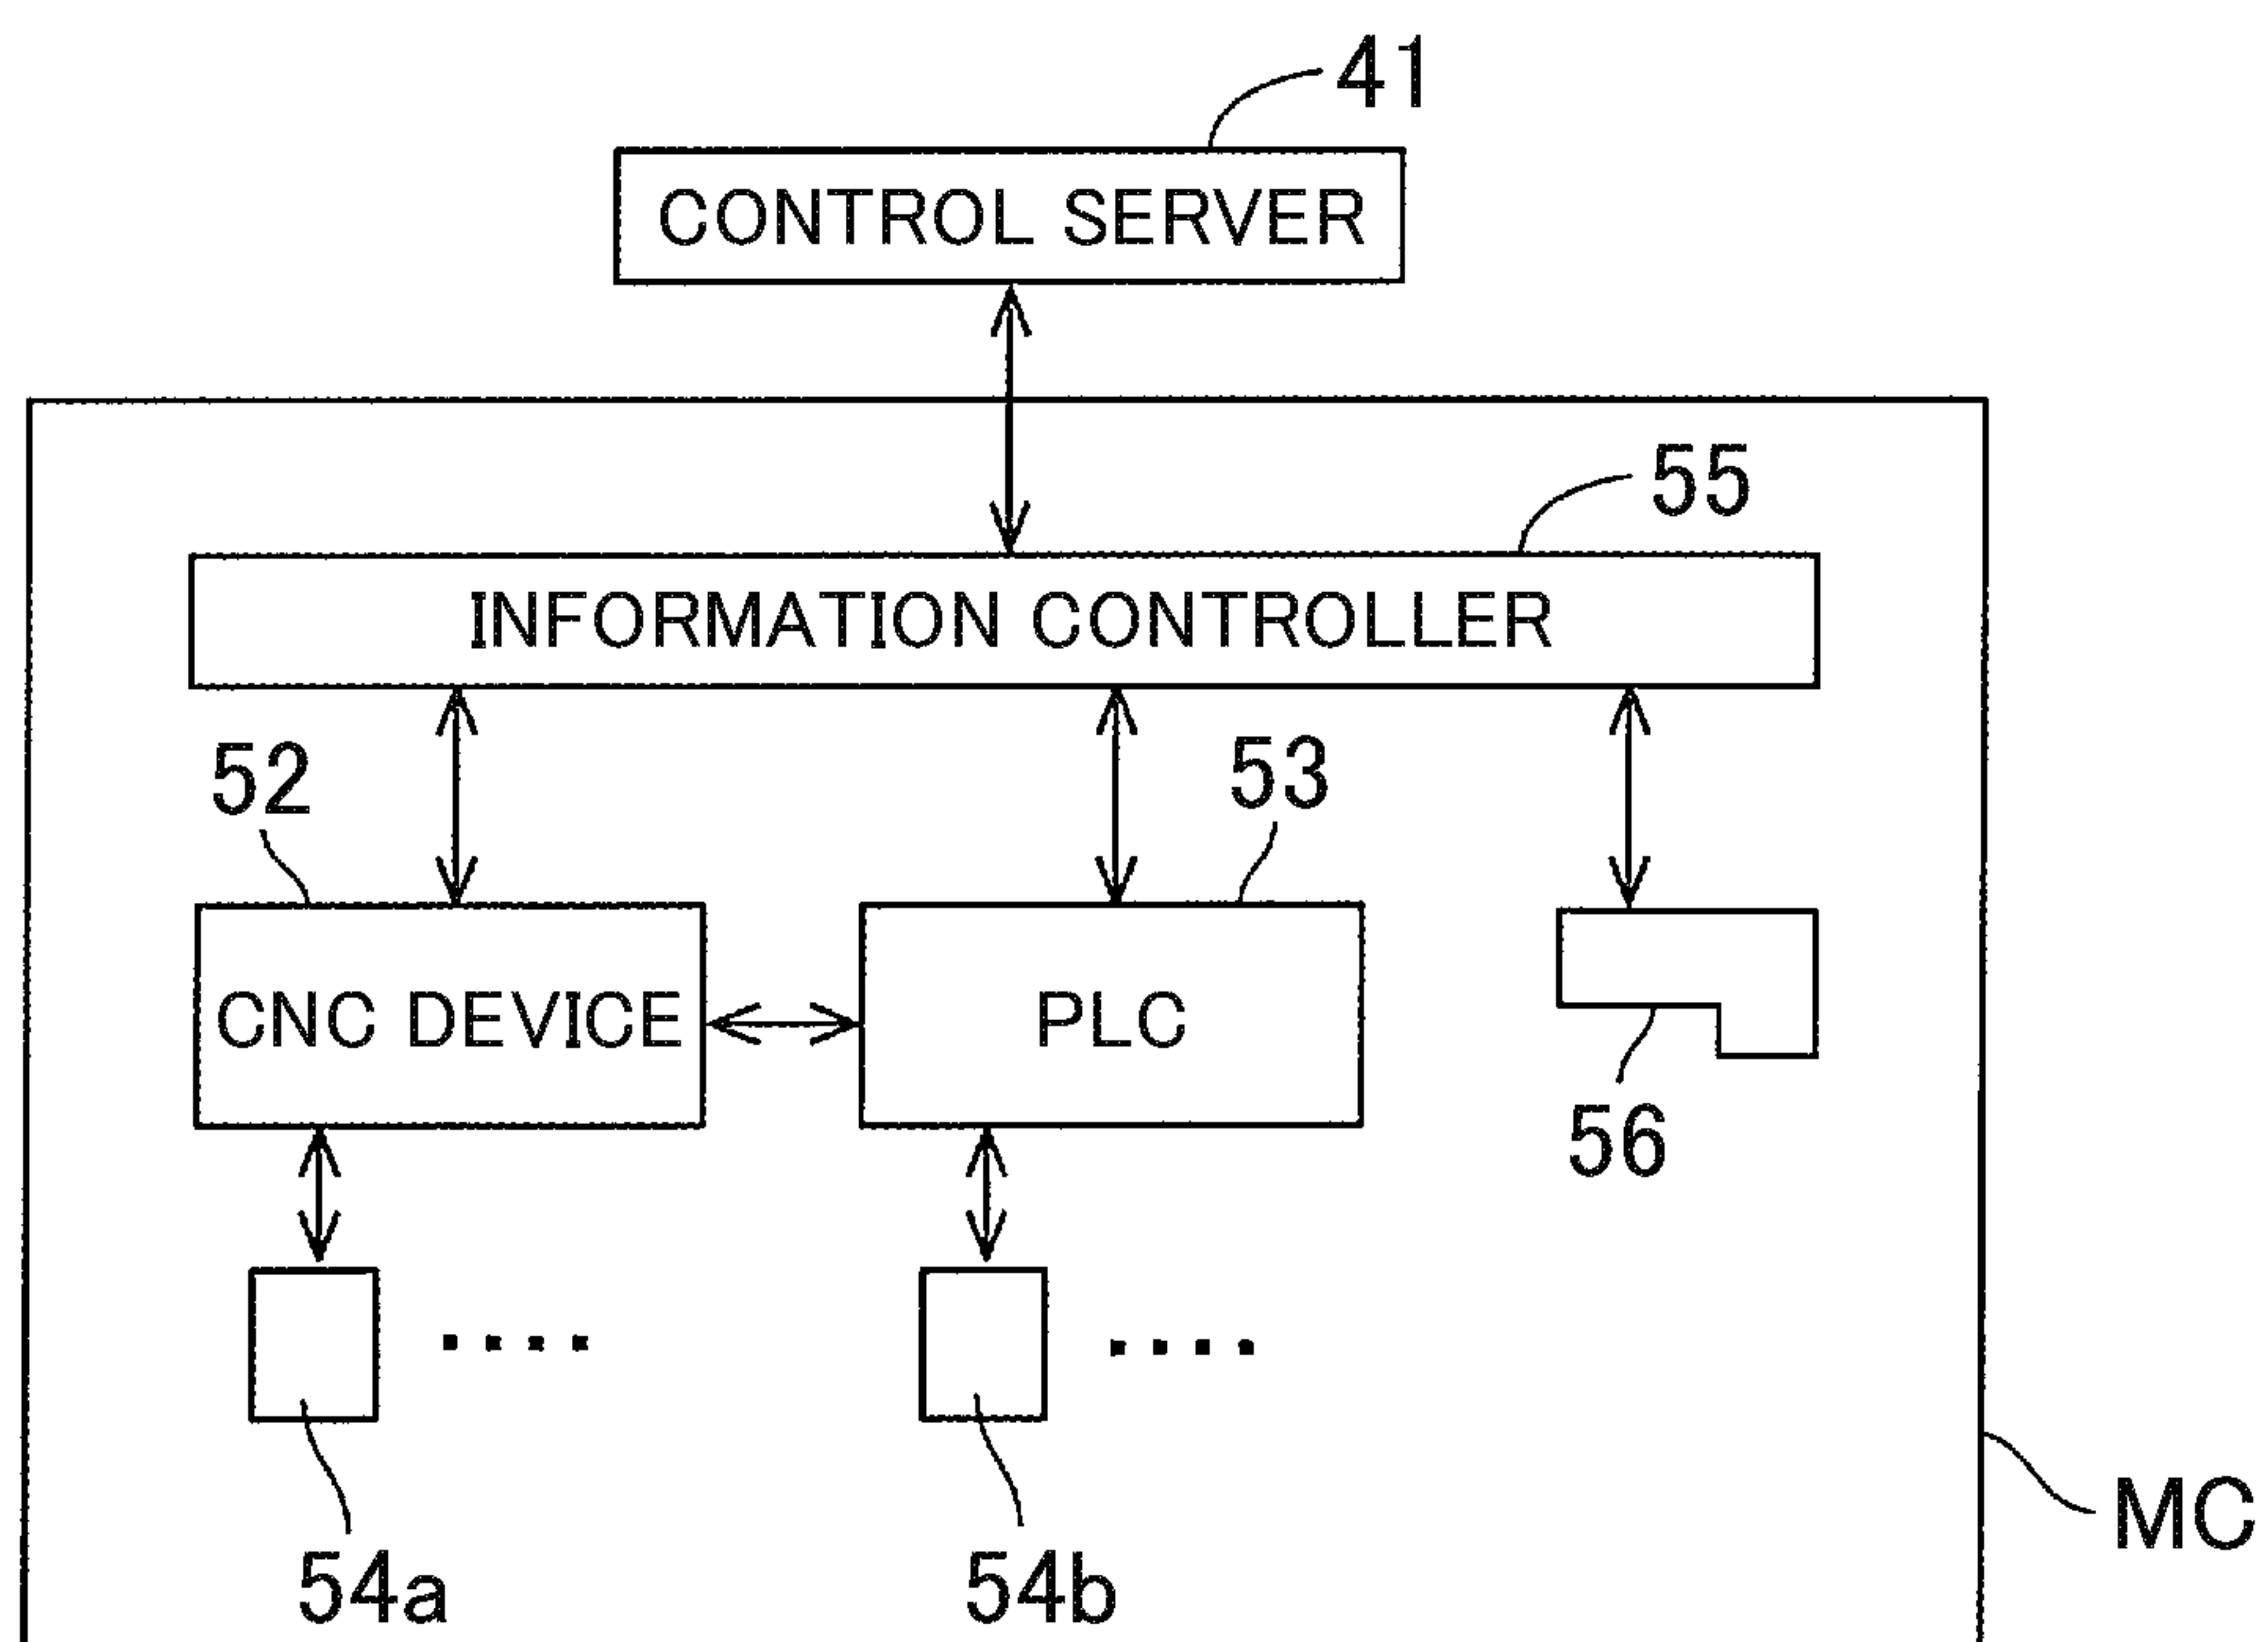 41
CONTROL SERVER
55
INFORMATION CONTROLLER
52
53
CNC DEVICE
PLC
56
MC
54a
54b